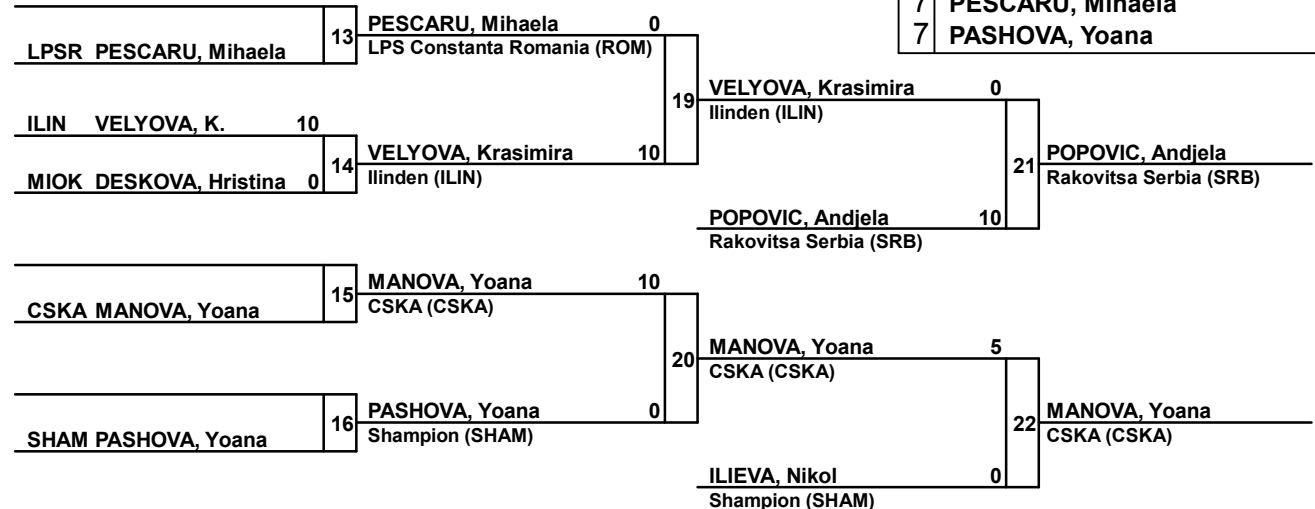 7 PESCARU, Mihaela
7 PASHOVA, Yoana
PESCARU, Mihaela 0
13
LPSR PESCARU, Mihaela
LPS Constanta Romania (ROM)
19
VELYOVA, Krasimira 0
Ilinden (ILIN)
ILIN VELYOVA, K. 10
14
VELYOVA, Krasimira 10
Ilinden (ILIN)
MIOK DESKOVA, Hristina 0
21
POPOVIC, Andjela
Rakovitsa Serbia (SRB)
POPOVIC, Andjela 10
Rakovitsa Serbia (SRB)
MANOVA, Yoana 10
15
CSKA MANOVA, Yoana
CSKA (CSKA)
20
MANOVA, Yoana 5
CSKA (CSKA)
PASHOVA, Yoana 0
16
SHAM PASHOVA, Yoana
Shampion (SHAM)
22
MANOVA, Yoana
CSKA (CSKA)
ILIEVA, Nikol 0
Shampion (SHAM)